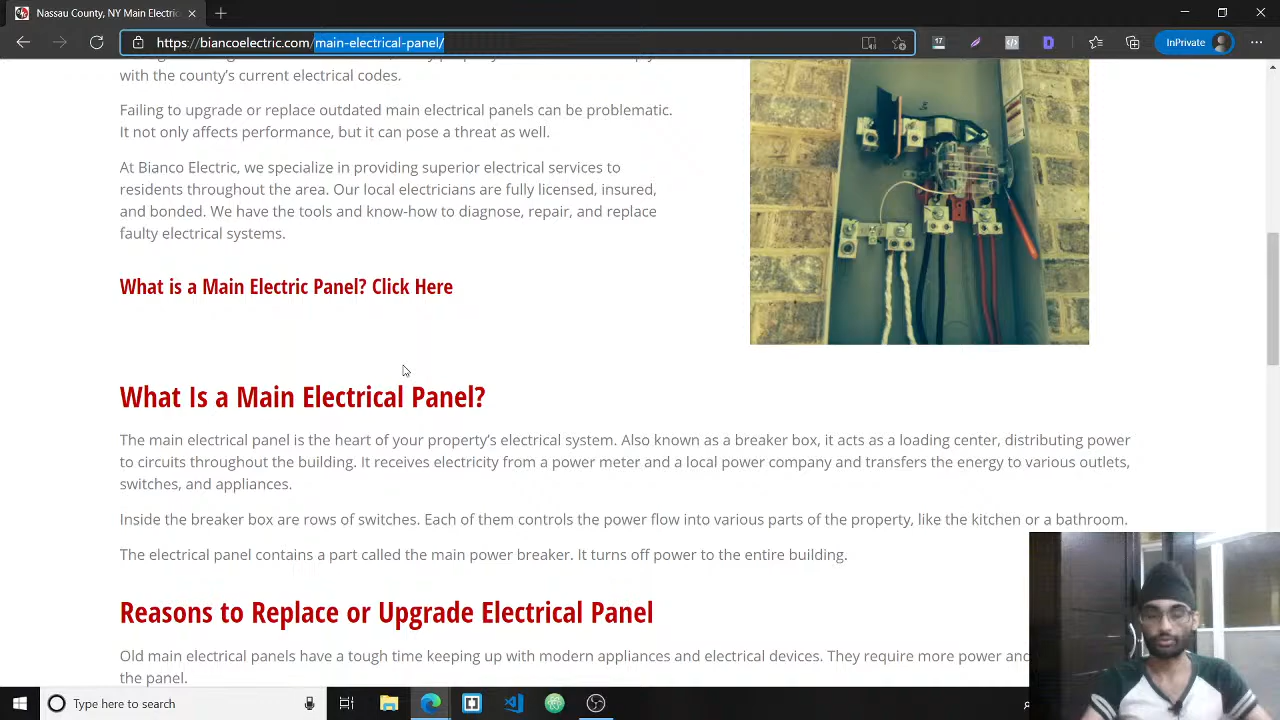 Nassau County, NY Main Electric
https://biancoelectric.com/main-electrical-panel/
17
InPrivate
with the county's current electrical codes.
Failing to upgrade or replace outdated main electrical panels can be problematic.
It not only affects performance, but it can pose a threat as well.
At Bianco Electric, we specialize in providing superior electrical services to
residents throughout the area. Our local electricians are fully licensed, insured,
and bonded. We have the tools and know-how to diagnose, repair, and replace
faulty electrical systems.
What is a Main Electric Panel? Click Here
What Is a Main Electrical Panel?
The main electrical panel is the heart of your property's electrical system. Also known as a breaker box, it acts as a loading center, distributing power
to circuits throughout the building. It receives electricity from a power meter and a local power company and transfers the energy to various outlets,
switches, and appliances.
Inside the breaker box are rows of switches. Each of them controls the power flow into various parts of the property, like the kitchen or a bathroom.
The electrical panel contains a part called the main power breaker. It turns off power to the entire building.
Reasons to Replace or Upgrade Electrical Panel
Old main electrical panels have a tough time keeping up with modern appliances and electrical devices. They require more power and
the panel.
Type here to search